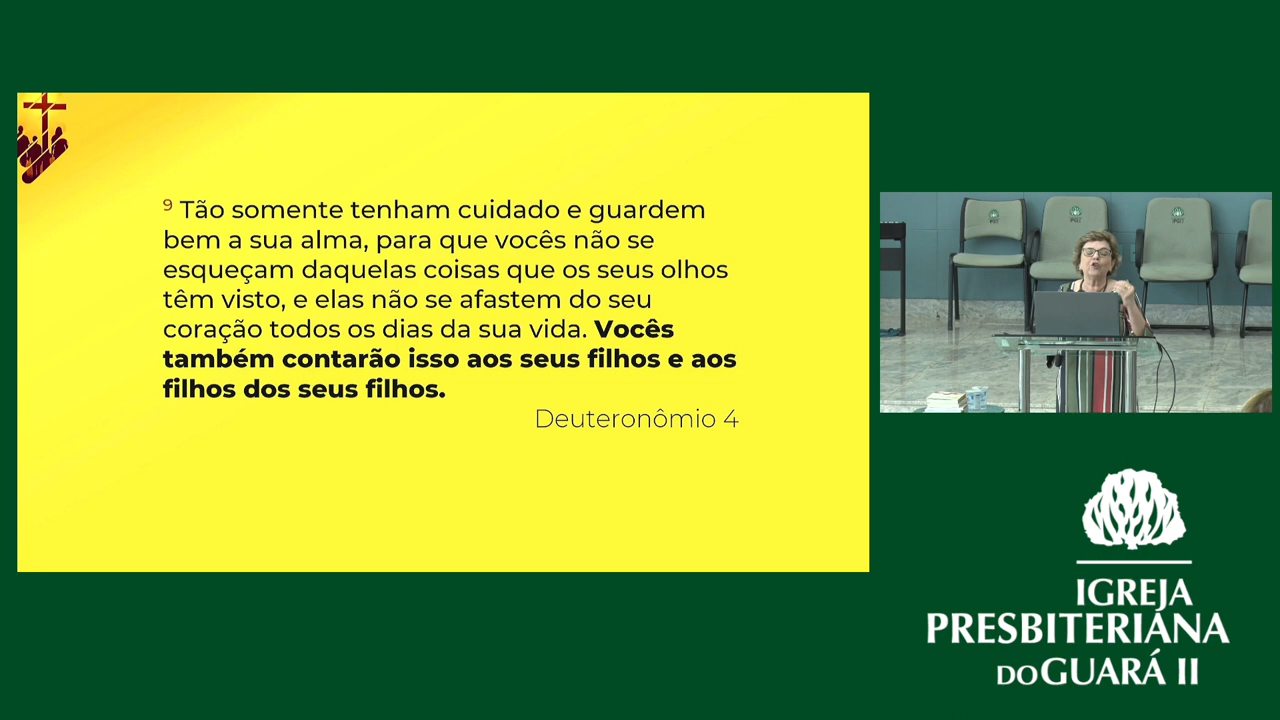 ⁹ Tão somente tenham cuidado e guardem
bem a sua alma, para que vocês não se
esqueçam daquelas coisas que os seus olhos
têm visto, e elas não se afastem do seu
coração todos os dias da sua vida. Vocês
também contarão isso aos seus filhos e aos
filhos dos seus filhos.
Deuteronômio 4
IGREJA
PRESBITERIANA
DO GUARÁ II